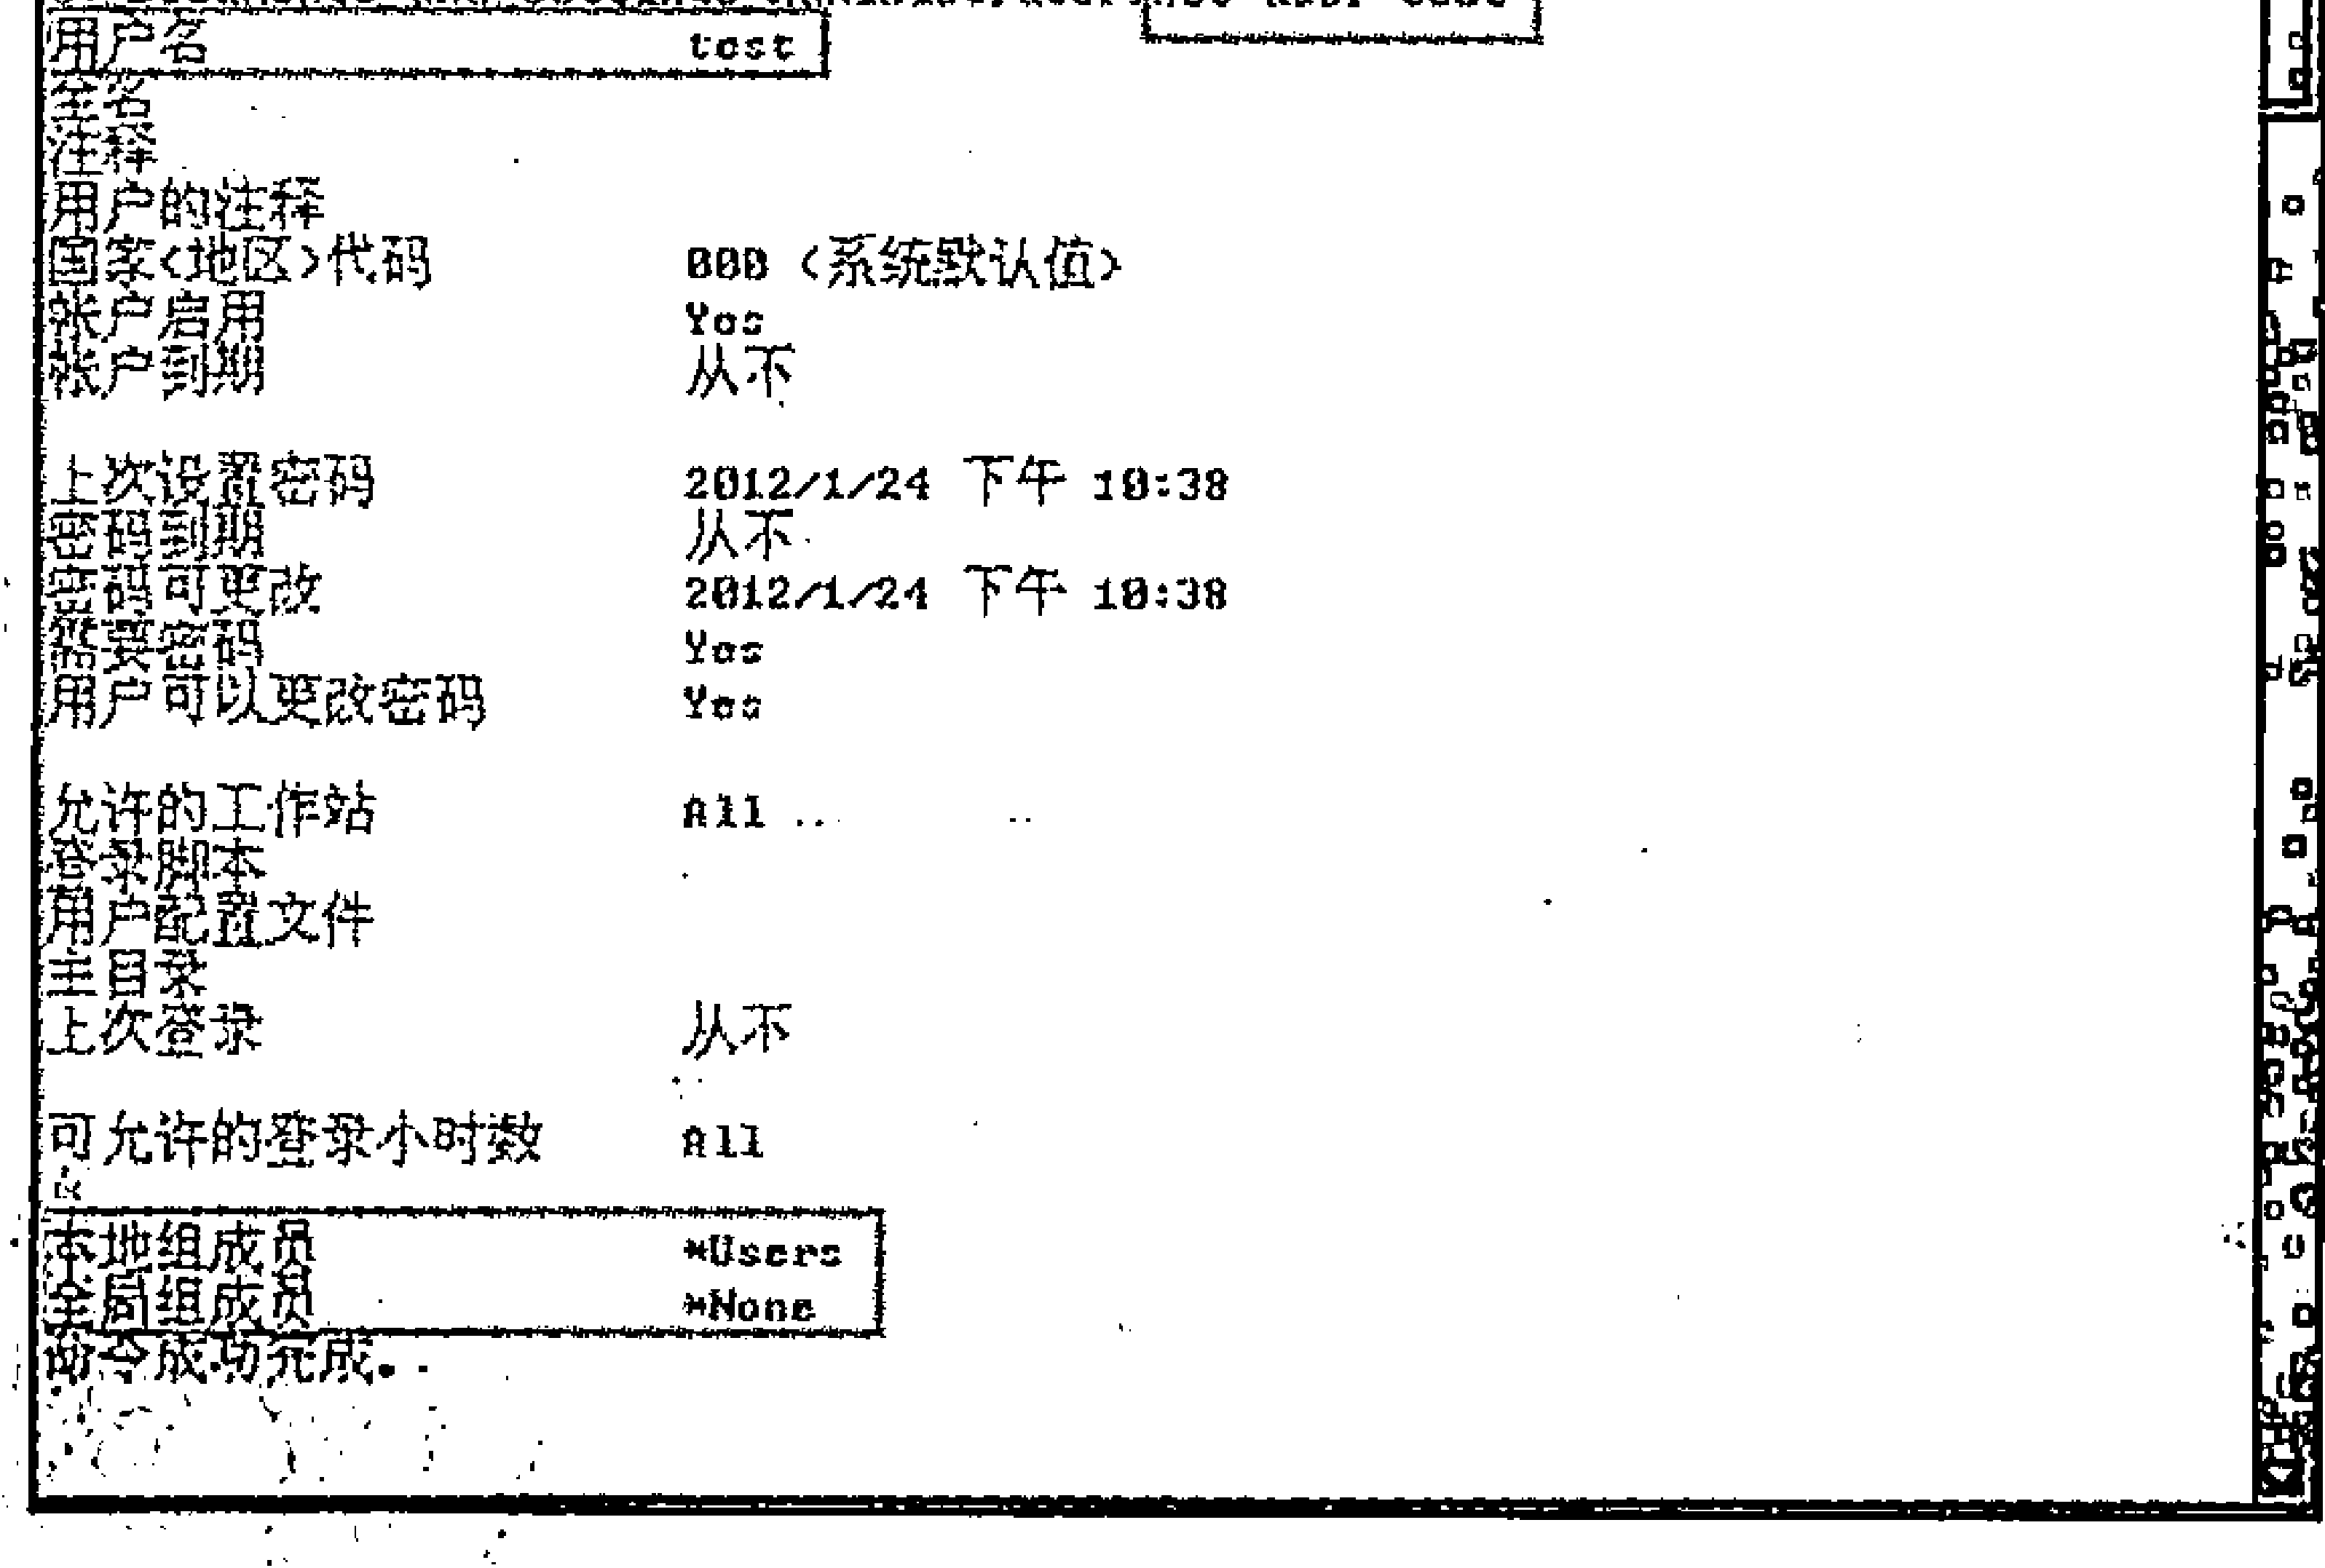 用户名 test
全名
注释
用户的注释
国家(地区)代码 000 (系统默认值)
帐户启用 Yes
帐户到期 从不
上次设置密码 2012/1/24 下午 10:38
密码到期 从不
密码可更改 2012/1/24 下午 10:38
需要密码 Yes
用户可以更改密码 Yes
允许的工作站 All
登录脚本
用户配置文件
主目录
上次登录 从不
可允许的登录小时数 All
本地组成员 *Users
全局组成员 *None
命令成功完成。